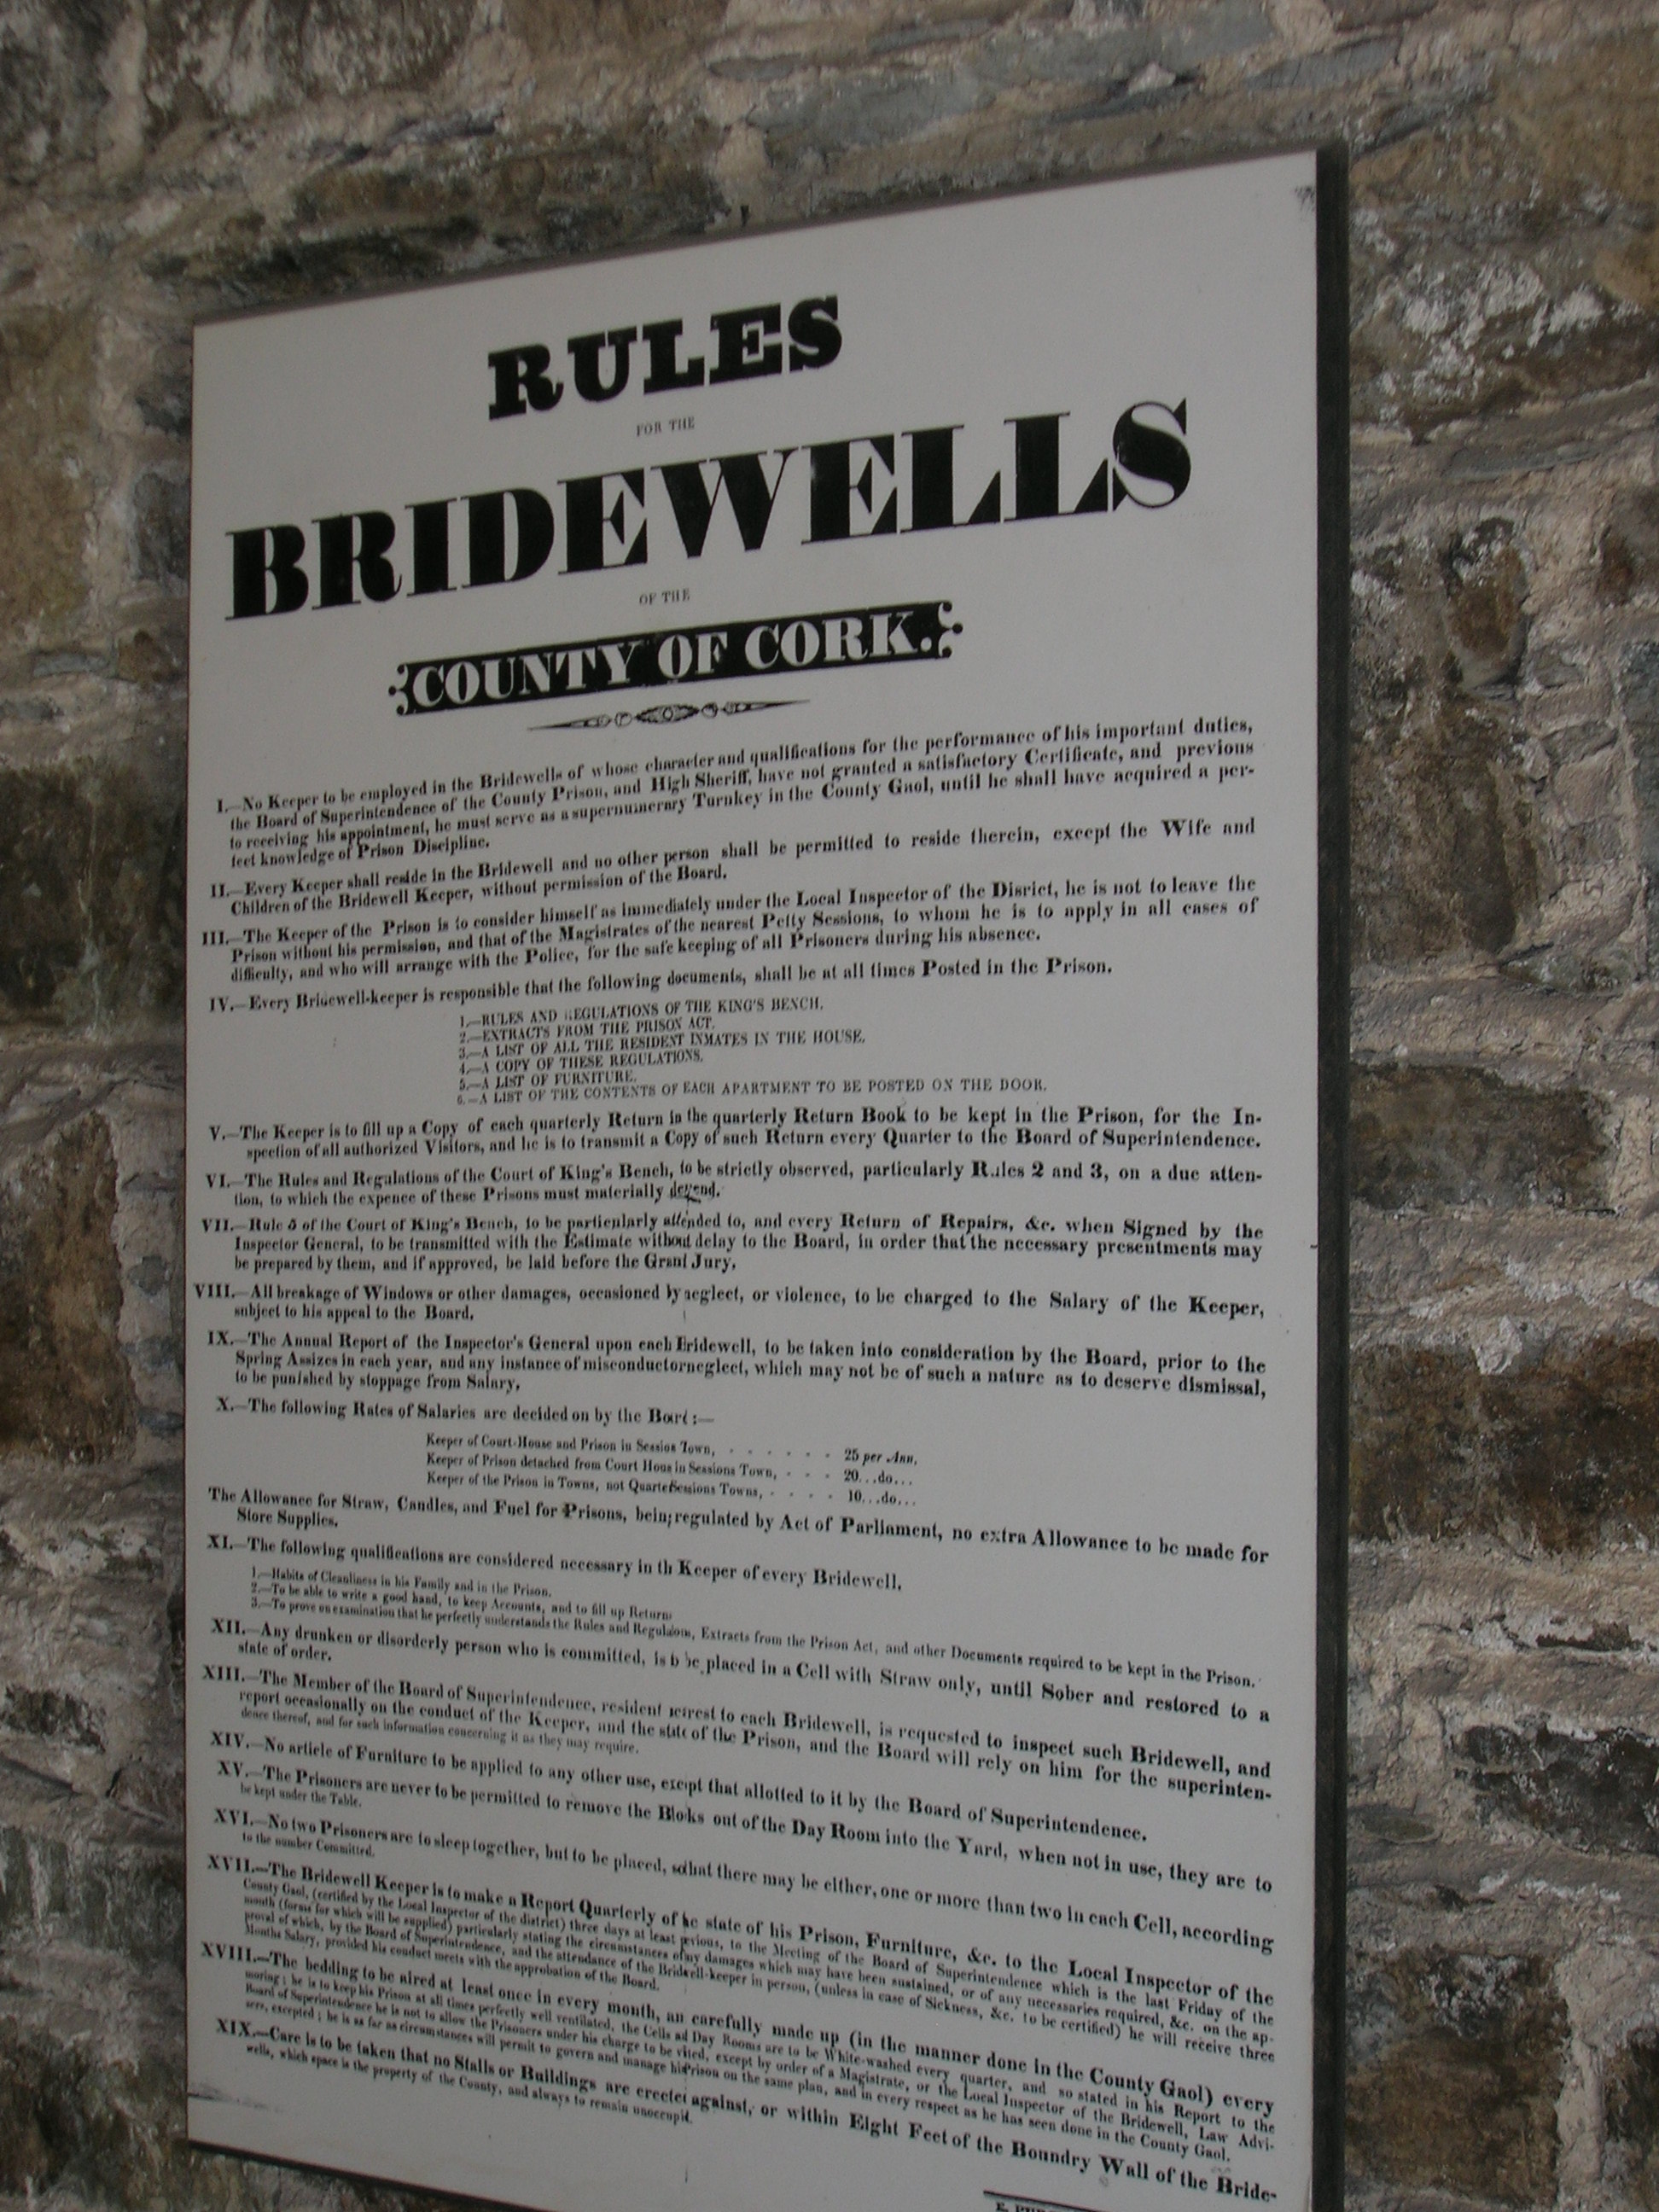 RULES
FOR THE
BRIDEWELLS
OF THE
COUNTY OF CORK.
I.—No Keeper to be employed in the Bridewells of whose character and qualifications for the performance of his important duties,
the Board of Superintendence of the County Prison, and High Sheriff, have not granted a satisfactory Certificate, and previous
to receiving his appointment, he must serve as a supernumerary Turnkey in the County Gaol, until he shall have acquired a per-
fect knowledge of Prison Discipline.
II.—Every Keeper shall reside in the Bridewell and no other person shall be permitted to reside therein, except the Wife and
Children of the Bridewell Keeper, without permission of the Board.
III.—The Keeper of the Prison is to consider himself as immediately under the Local Inspector of the Disrict, he is not to leave the
Prison without his permission, and that of the Magistrates of the nearest Petty Sessions, to whom he is to apply in all cases of
difficulty, and who will arrange with the Police, for the safe keeping of all Prisoners during his absence.
IV.—Every Bridewell-keeper is responsible that the following documents, shall be at all times Posted in the Prison.
1.—RULES AND REGULATIONS OF THE KING'S BENCH.
2.—EXTRACTS FROM THE PRISON ACT.
3.—A LIST OF ALL THE RESIDENT INMATES IN THE HOUSE.
4.—A COPY OF THESE REGULATIONS.
5.—A LIST OF FURNITURE.
6.—A LIST OF THE CONTENTS OF EACH APARTMENT TO BE POSTED ON THE DOOR.
V.—The Keeper is to fill up a Copy of each quarterly Return in the quarterly Return Book to be kept in the Prison, for the In-
spection of all authorized Visitors, and he is to transmit a Copy of such Return every Quarter to the Board of Superintendence.
VI.—The Rules and Regulations of the Court of King's Bench, to be strictly observed, particularly Rules 2 and 3, on a due atten-
tion, to which the expence of these Prisons must materially depend.
VII.—Rule 5 of the Court of King's Bench, to be particularly attended to, and every Return of Repairs, &c. when Signed by the
Inspector General, to be transmitted with the Estimate without delay to the Board, in order that the necessary presentments may
be prepared by them, and if approved, be laid before the Grant Jury.
VIII.—All breakage of Windows or other damages, occasioned by neglect, or violence, to be charged to the Salary of the Keeper,
subject to his appeal to the Board.
IX.—The Annual Report of the Inspector's General upon each Bridewell, to be taken into consideration by the Board, prior to the
Spring Assizes in each year, and any instance of misconductorneglect, which may not be of such a nature as to deserve dismissal,
to be punished by stoppage from Salary,
X.—The following Rates of Salaries are decided on by the Board :—
Keeper of Court-House and Prison in Session Town, - - - - - - 25 per Ann.
Keeper of Prison detached from Court Hous in Sessions Town, - - - 20...do...
Keeper of the Prison in Towns, not Quarter Sessions Towns, - - - - 10...do...
The Allowance for Straw, Candles, and Fuel for Prisons, being regulated by Act of Parliament, no extra Allowance to be made for
Store Supplies.
XI.—The following qualifications are considered necessary in th Keeper of every Bridewell.
1.—Habits of Cleanliness in his Family and in the Prison.
2.—To be able to write a good hand, to keep Accounts, and to fill up Return
3.—To prove on examination that he perfectly understands the Rules and Regulaions, Extracts from the Prison Act, and other Documents required to be kept in the Prison.
XII.—Any drunken or disorderly person who is committed, is to be placed in a Cell with Straw only, until Sober and restored to a
state of order.
XIII.—The Member of the Board of Superintendence, resident nearest to each Bridewell, is requested to inspect such Bridewell, and
report occasionally on the conduct of the Keeper, and the state of the Prison, and the Board will rely on him for the superinten-
dence thereof, and for such information concerning it as they may require.
XIV.—No article of Furniture to be applied to any other use, except that allotted to it by the Board of Superintendence.
XV.—The Prisoners are never to be permitted to remove the Blocks out of the Day Room into the Yard, when not in use, they are to
be kept under the Table.
XVI.—No two Prisoners are to sleep together, but to be placed, so that there may be either, one or more than two in each Cell, according
to the number Committed.
XVII.—The Bridewell Keeper is to make a Report Quarterly of the state of his Prison, Furniture, &c. to the Local Inspector of the
County Gaol, (certified by the Local Inspector of the district) three days at least previous, to the Meeting of the Board of Superintendence which is the last Friday of the
month (forms for which will be supplied) particularly stating the circumstances of any damages which may have been sustained, or of any necessaries required, &c. on the ap-
proval of which, by the Board of Superintendence, and the attendance of the Bridewell-keeper in person, (unless in case of Sickness, &c. to be certified) he will receive three
Months Salary, provided his conduct meets with the approbation of the Board.
XVIII.—The bedding to be aired at least once in every month, an carefully made up (in the manner done in the County Gaol) every
moring; he is to keep his Prison at all times perfectly well ventilated, the Cells ad Day Rooms are to be White-washed every quarter, and so stated in his Report to the
Board of Superintendence he is not to allow the Prisoners under his charge to be vited, except by order of a Magistrate, or the Local Inspector of the Bridewell, Law Advi-
sers, excepted; he is as far as circumstances will permit to govern and manage his Prison on the same plan, and in every respect as he has seen done in the County Gaol.
XIX.—Care is to be taken that no Stalls or Buildings are erected against, or within Eight Feet of the Boundry Wall of the Bride-
wells, which space is the property of the County, and always to remain unoccupit.